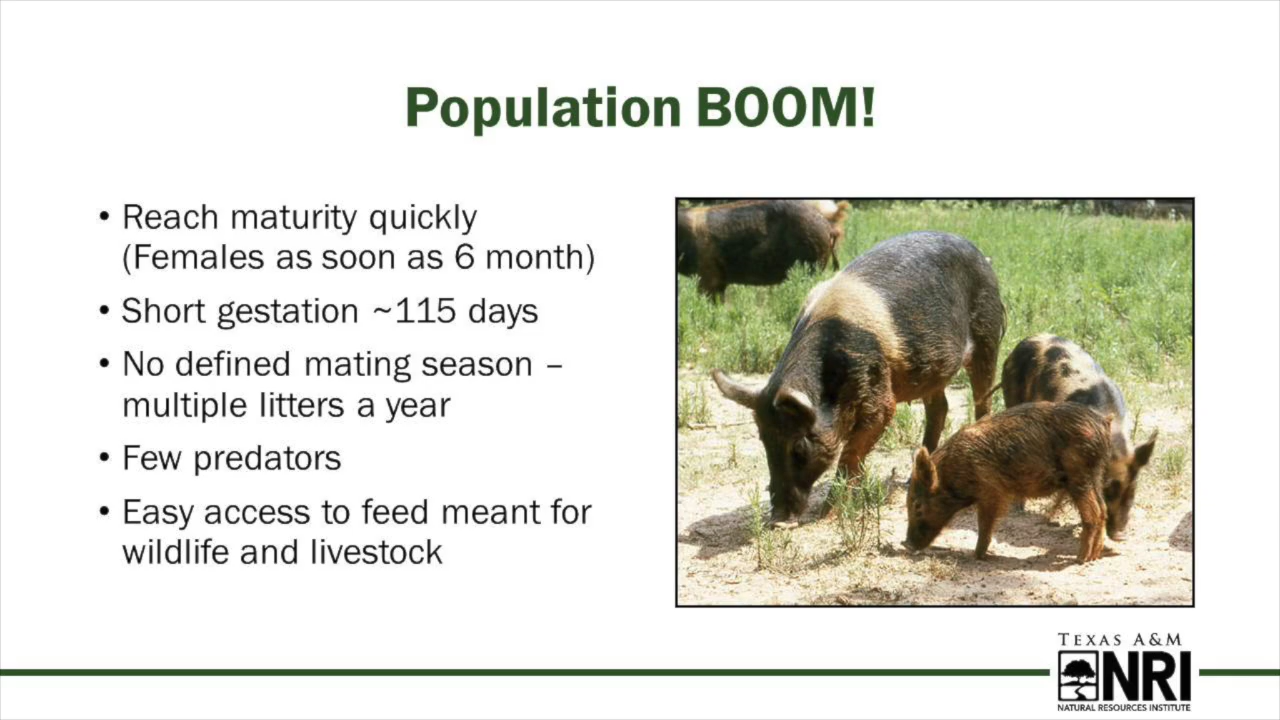 Population BOOM!
• Reach maturity quickly
(Females as soon as 6 month)
• Short gestation ~115 days
• No defined mating season –
multiple litters a year
• Few predators
• Easy access to feed meant for
wildlife and livestock
TEXAS A&M
NRI
NATURAL RESOURCES INSTITUTE